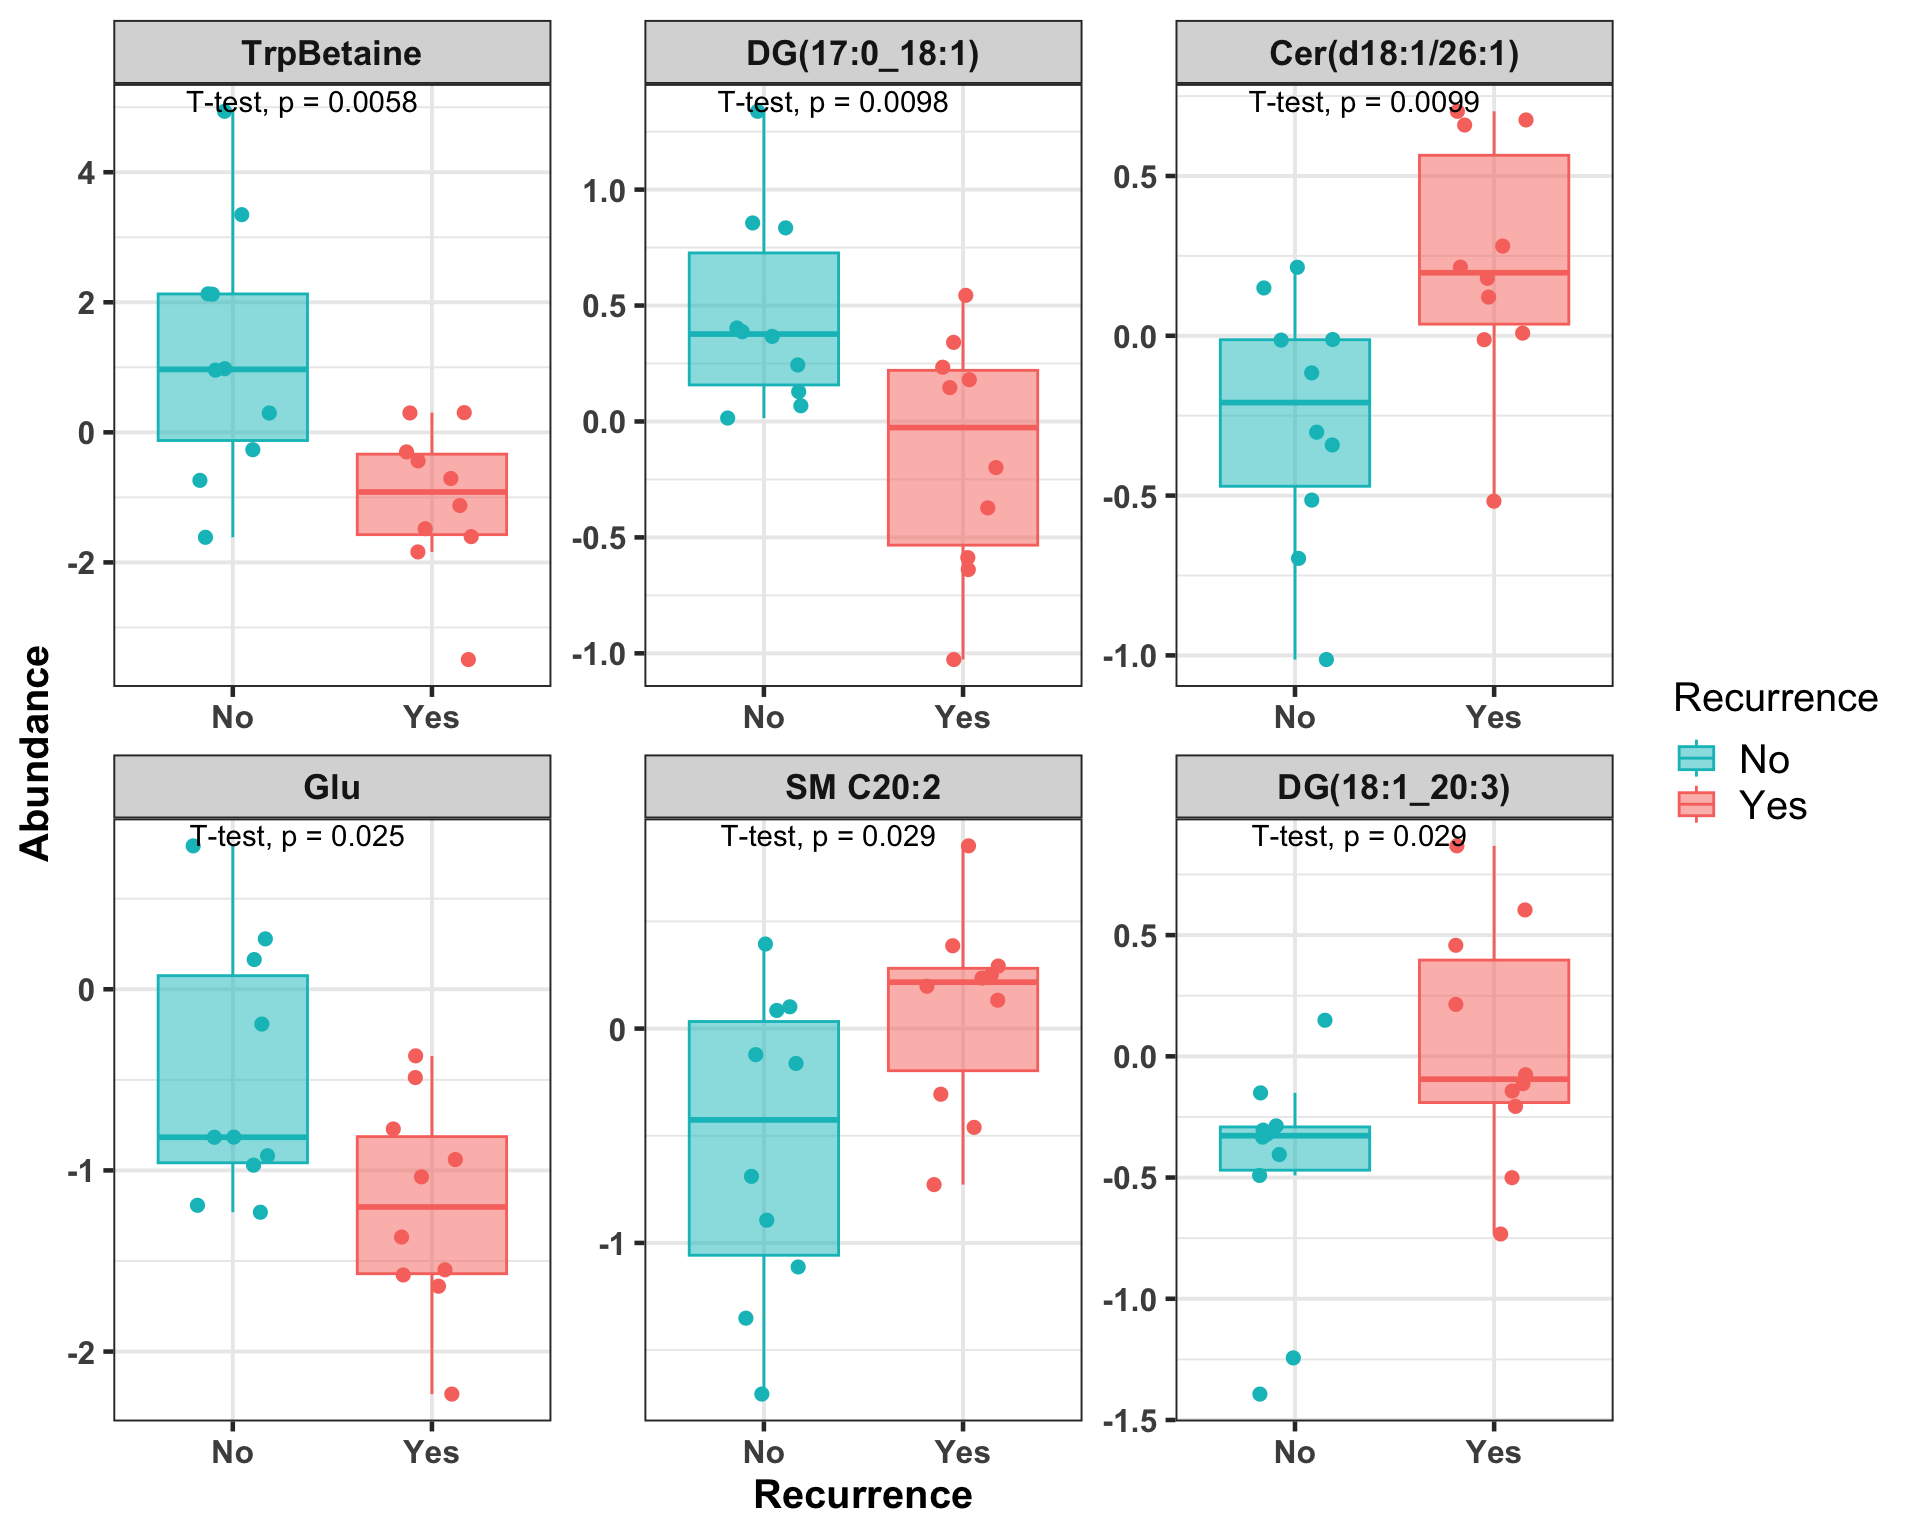 Abundance
TrpBetaine
T-test, p = 0.0058
4
2
0
-2
No Yes
DG(17:0_18:1)
T-test, p = 0.0098
1.0
0.5
0.0
-0.5
-1.0
No Yes
Cer(d18:1/26:1)
T-test, p = 0.0099
0.5
0.0
-0.5
-1.0
No Yes
Glu
T-test, p = 0.025
0
-1
-2
No Yes
SM C20:2
T-test, p = 0.029
0
-1
No Yes
DG(18:1_20:3)
T-test, p = 0.029
0.5
0.0
-0.5
-1.0
-1.5
No Yes
Recurrence
Recurrence
No
Yes